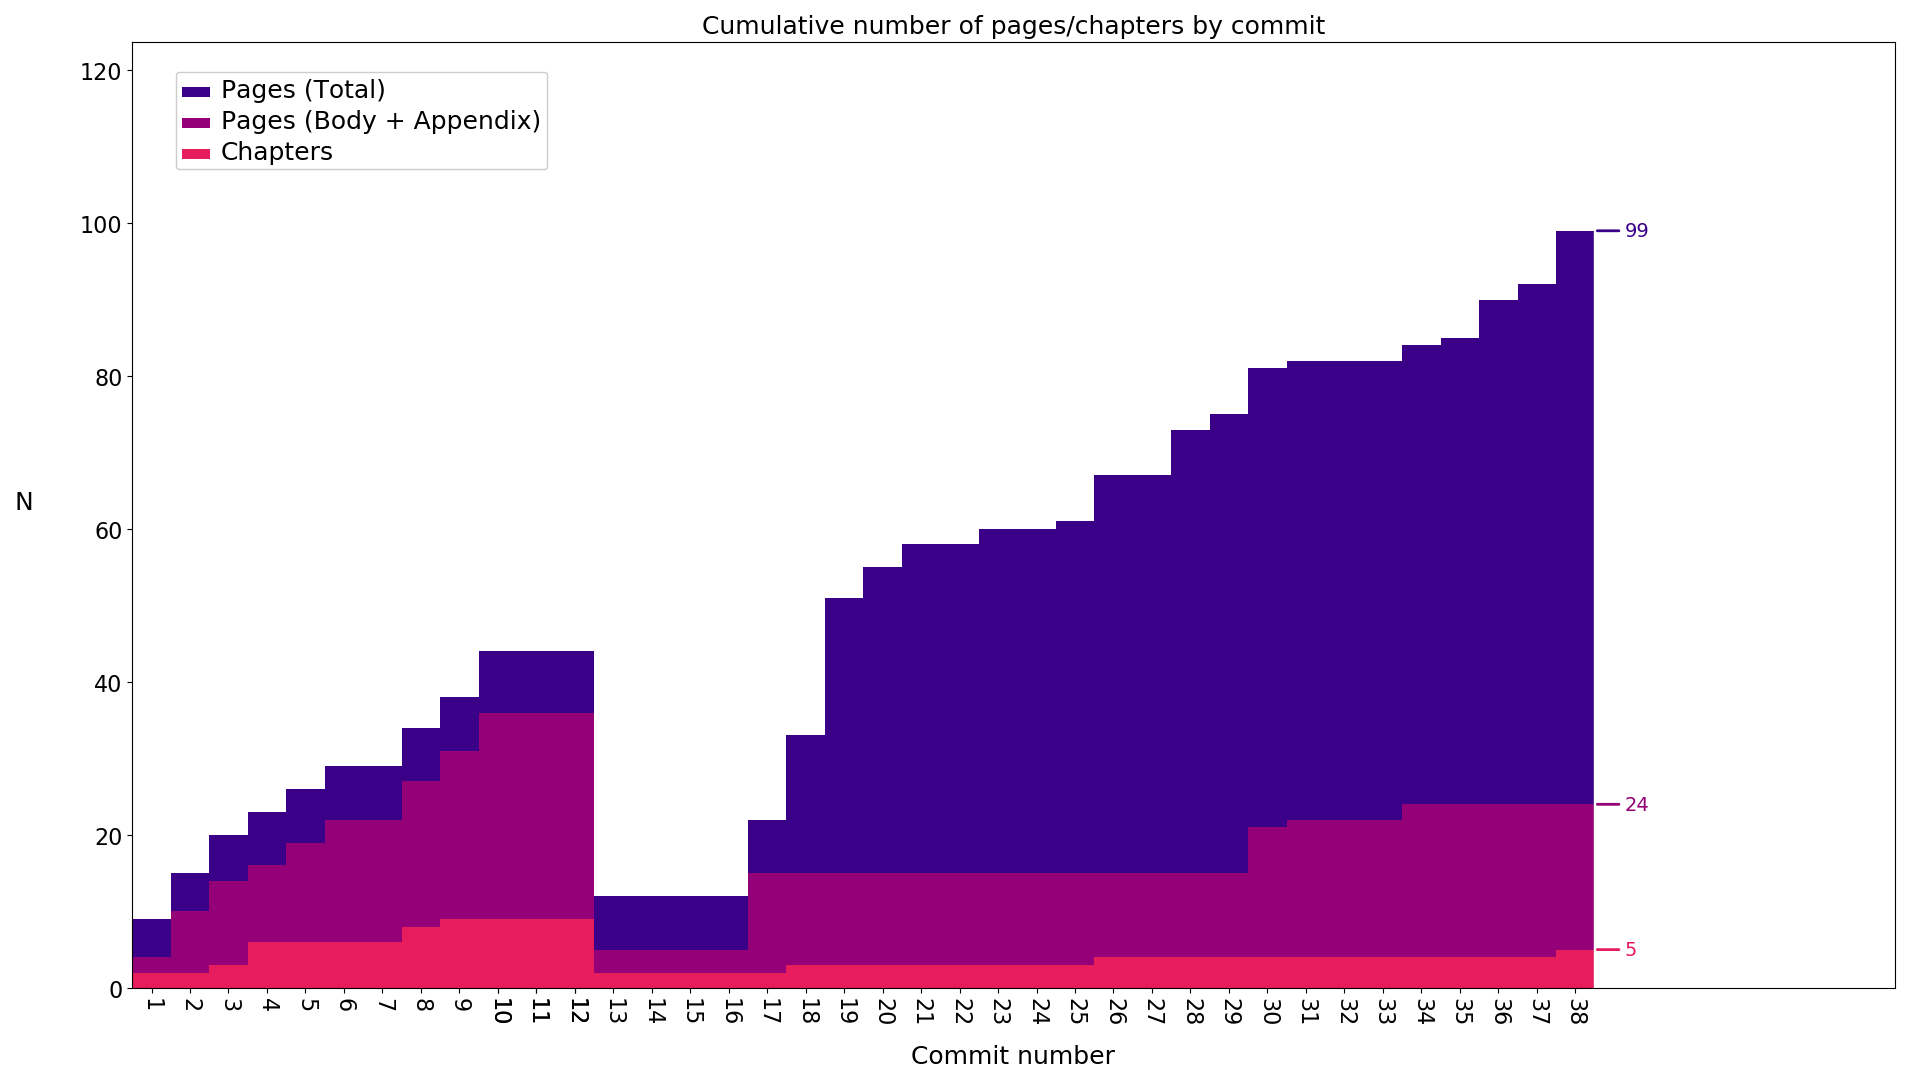 Cumulative number of pages/chapters by commit
120
100
80
60
40
20
0
N
Pages (Total)
Pages (Body + Appendix)
Chapters
99
24
5
1 2 3 4 5 6 7 8 9 10 11 12 13 14 15 16 17 18 19 20 21 22 23 24 25 26 27 28 29 30 31 32 33 34 35 36 37 38
Commit number